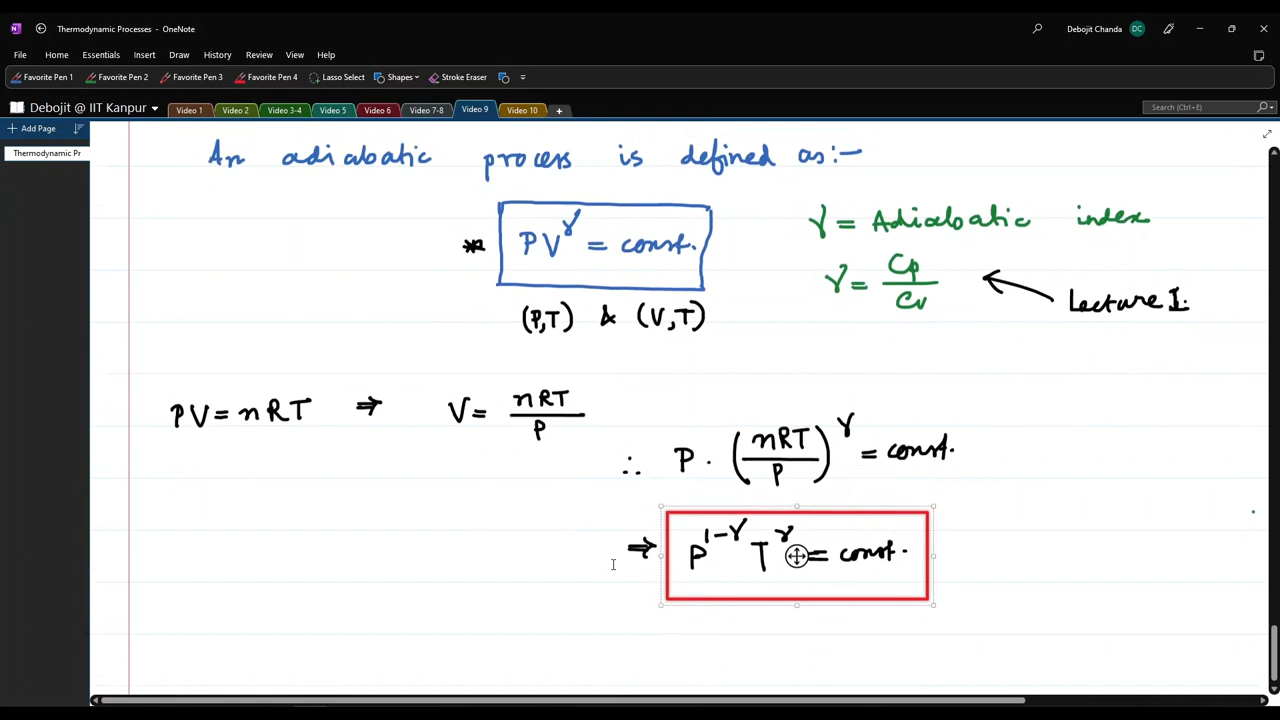 Thermodynamic Processes - OneNote
Debojit Chanda DC
File Home Essentials Insert Draw History Review View Help
Favorite Pen 1 Favorite Pen 2 Favorite Pen 3 Favorite Pen 4 Lasso Select Shapes Stroke Eraser
Debojit @ IIT Kanpur Video 1 Video 2 Video 3-4 Video 5 Video 6 Video 7-8 Video 9 Video 10 + Search (Ctrl+E)
+ Add Page
Thermodynamic Pr
An adiabatic process is defined as:-
* PV^γ = const.
γ = Adiabatic index
γ = Cp/Cv
Lecture I.
(P,T) & (V,T)
PV = nRT ⇒ V = nRT/P
∴ P · (nRT/P)^γ = const.
⇒ P^1-γ T^γ = const.